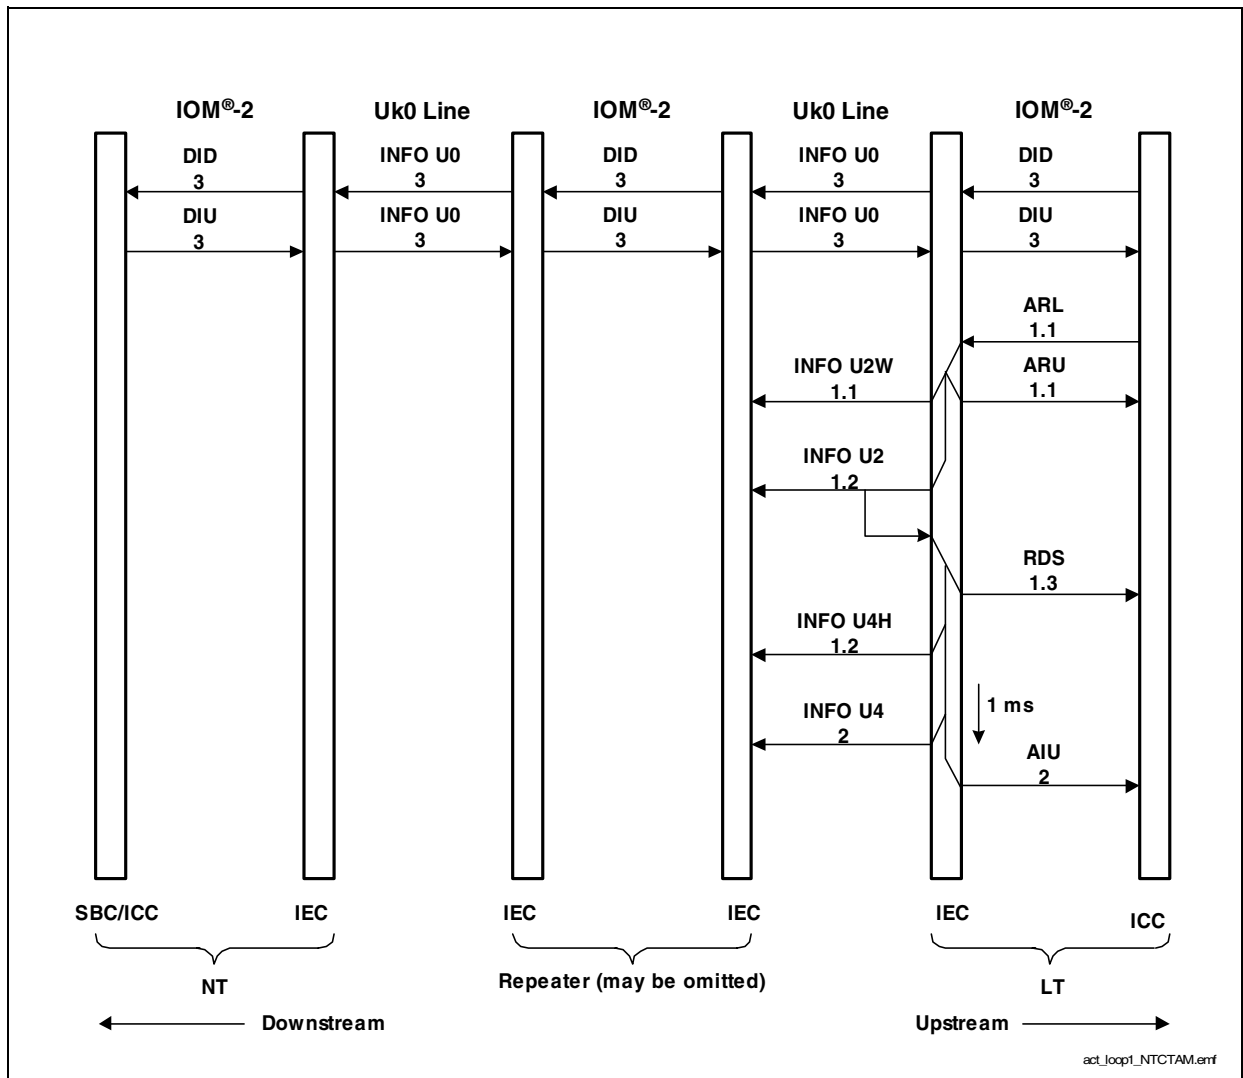 IOM®-2 Uk0 Line IOM®-2 Uk0 Line IOM®-2
DID INFO U0 DID INFO U0 DID
3 3 3 3 3
DIU INFO U0 DIU INFO U0 DIU
3 3 3 3 3
ARL
1.1
INFO U2W ARU
1.1 1.1
INFO U2
1.2
RDS
1.3
INFO U4H
1.2
1 ms
INFO U4
2
AIU
2
SBC/ICC IEC IEC IEC IEC ICC
NT Repeater (may be omitted) LT
Downstream Upstream
act_loop1_NTCTAM.emf